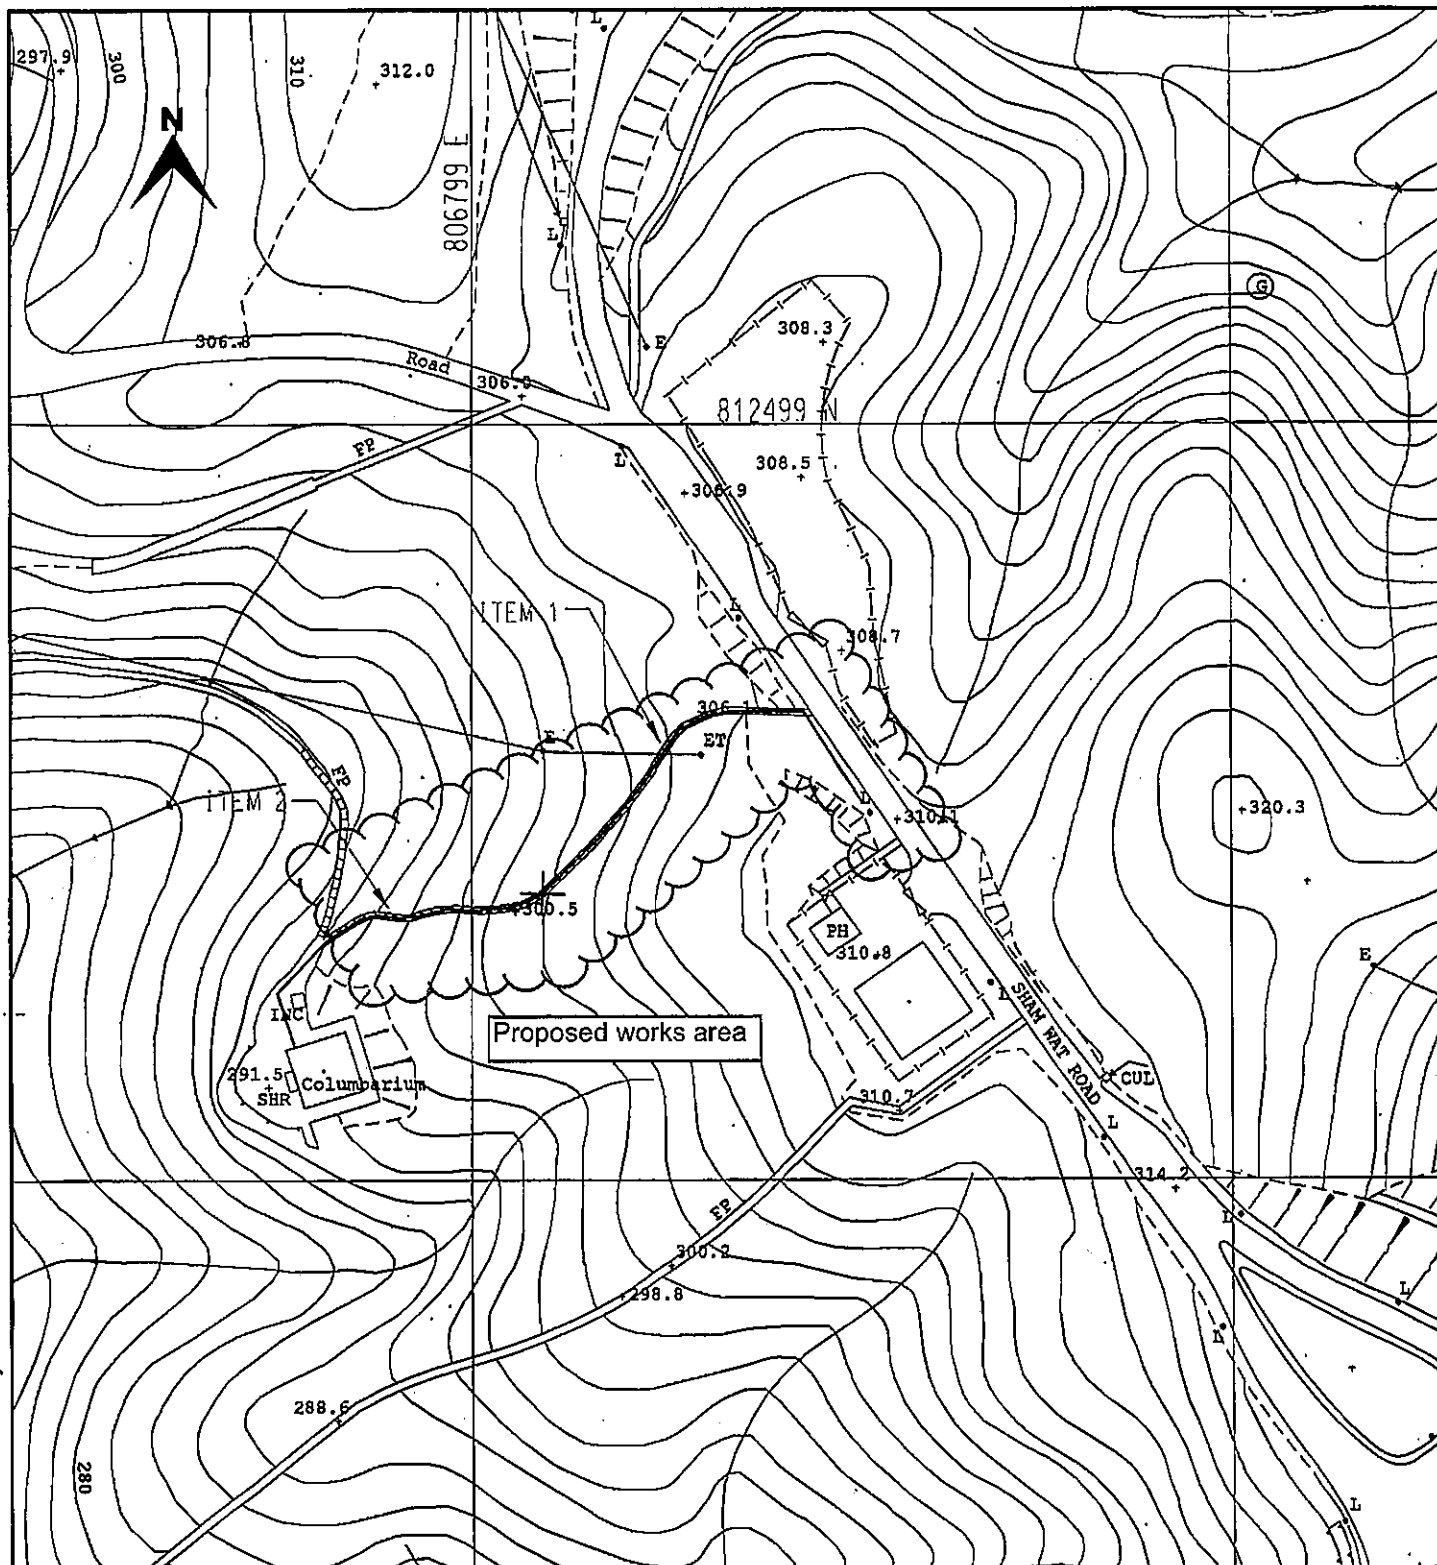 L
297.9
300
310
312.0
N
806799 E
L
G
308.3
306.8
Road
E
306.0
812499 N
FP
L
308.5
306.9
ITEM 1
L
308.7
306.1
E
ET
FP
ITEM 2
L
310.1
320.3
300.5
PH
310.8
E
L
INC
Proposed works area
SHAM WAT ROAD
291.5
Columbarium
SHR
CUL
310.7
L
314.2
FP
L
300.2
298.8
L
L
288.6
280
L